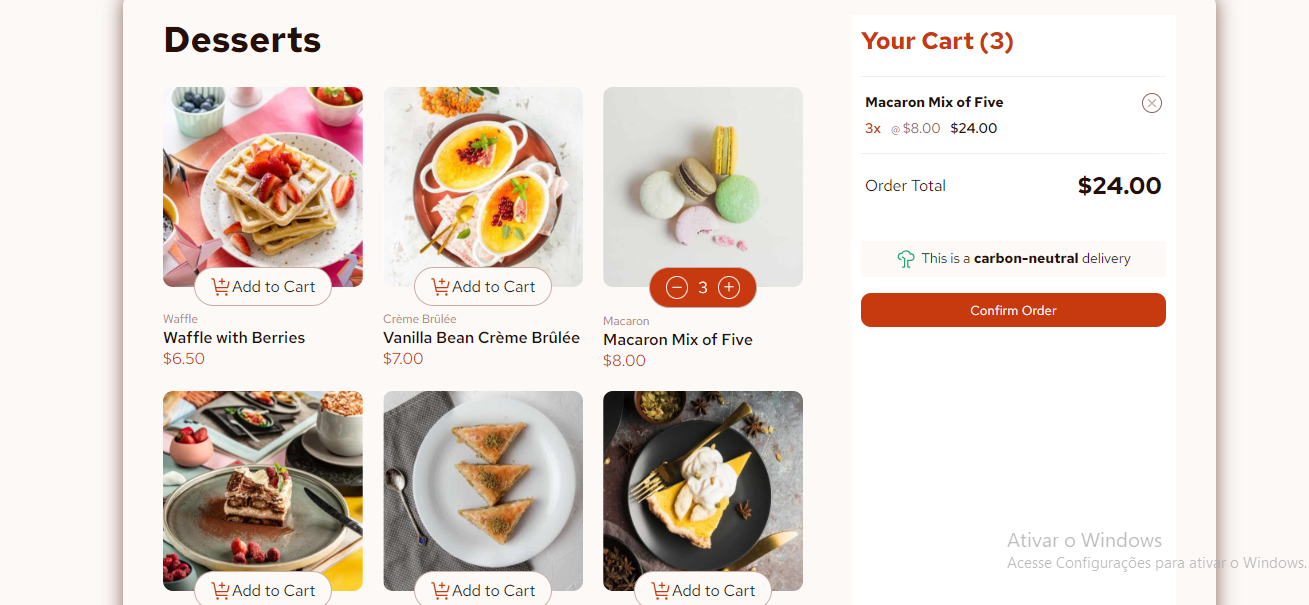 Desserts
Add to Cart
Waffle
Waffle with Berries
$6.50
Add to Cart
Crème Brûlée
Vanilla Bean Crème Brûlée
$7.00
3
Macaron
Macaron Mix of Five
$8.00
Add to Cart
Add to Cart
Add to Cart
Your Cart (3)
Macaron Mix of Five
3x @ $8.00 $24.00
Order Total $24.00
This is a carbon-neutral delivery
Confirm Order
Ativar o Windows
Acesse Configurações para ativar o Windows.